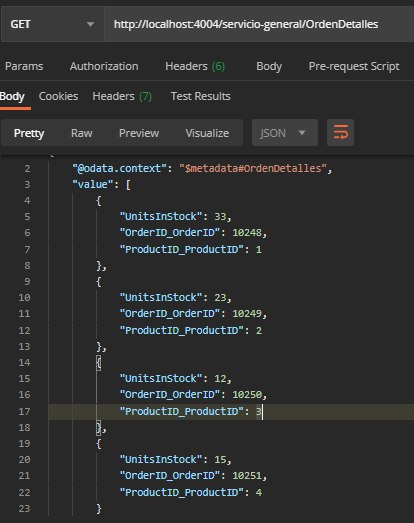 GET http://localhost:4004/servicio-general/OrdenDetalles
Params Authorization Headers (6) Body Pre-request Script
Body Cookies Headers (7) Test Results
Pretty Raw Preview Visualize JSON
2 "@odata.context": "$metadata#OrdenDetalles",
3 "value": [
4 {
5 "UnitsInStock": 33,
6 "OrderID_OrderID": 10248,
7 "ProductID_ProductID": 1
8 },
9 {
10 "UnitsInStock": 23,
11 "OrderID_OrderID": 10249,
12 "ProductID_ProductID": 2
13 },
14 {
15 "UnitsInStock": 12,
16 "OrderID_OrderID": 10250,
17 "ProductID_ProductID": 3
18 },
19 {
20 "UnitsInStock": 15,
21 "OrderID_OrderID": 10251,
22 "ProductID_ProductID": 4
23 }